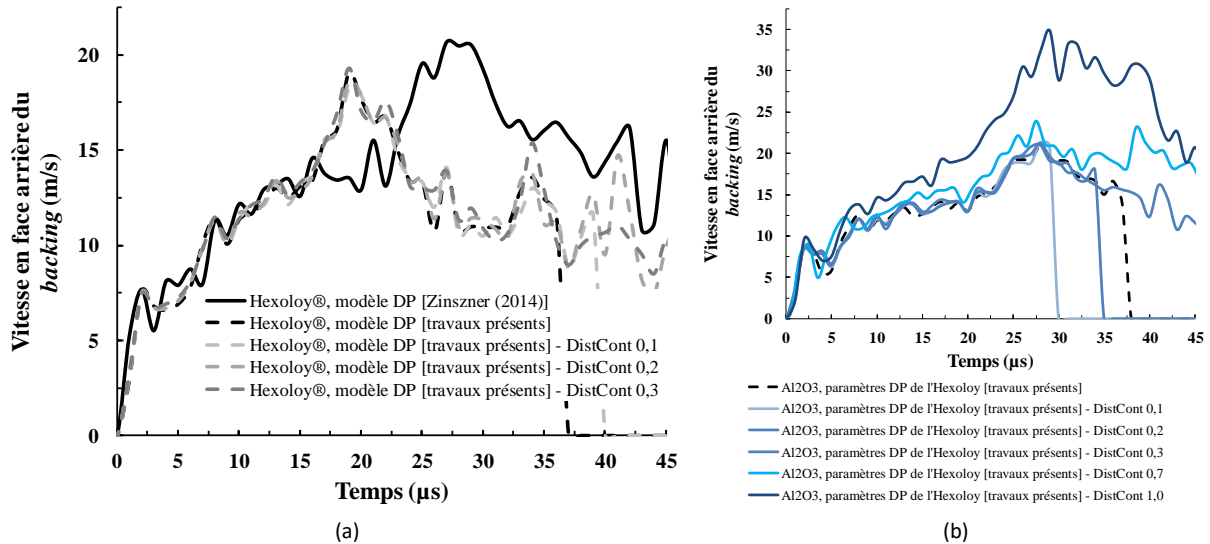 Vitesse en face arrière du
backing (m/s)
20
15
10
5
0
Hexoloy®, modèle DP [Zinszner (2014)]
Hexoloy®, modèle DP [travaux présents]
Hexoloy®, modèle DP [travaux présents] - DistCont 0,1
Hexoloy®, modèle DP [travaux présents] - DistCont 0,2
Hexoloy®, modèle DP [travaux présents] - DistCont 0,3
0 5 10 15 20 25 30 35 40 45
Temps (µs)
(a)
Vitesse en face arrière du
backing (m/s)
35
30
25
20
15
10
5
0
0 5 10 15 20 25 30 35 40 45
Temps (µs)
Al2O3, paramètres DP de l'Hexoloy [travaux présents]
Al2O3, paramètres DP de l'Hexoloy [travaux présents] - DistCont 0,1
Al2O3, paramètres DP de l'Hexoloy [travaux présents] - DistCont 0,2
Al2O3, paramètres DP de l'Hexoloy [travaux présents] - DistCont 0,3
Al2O3, paramètres DP de l'Hexoloy [travaux présents] - DistCont 0,7
Al2O3, paramètres DP de l'Hexoloy [travaux présents] - DistCont 1,0
(b)